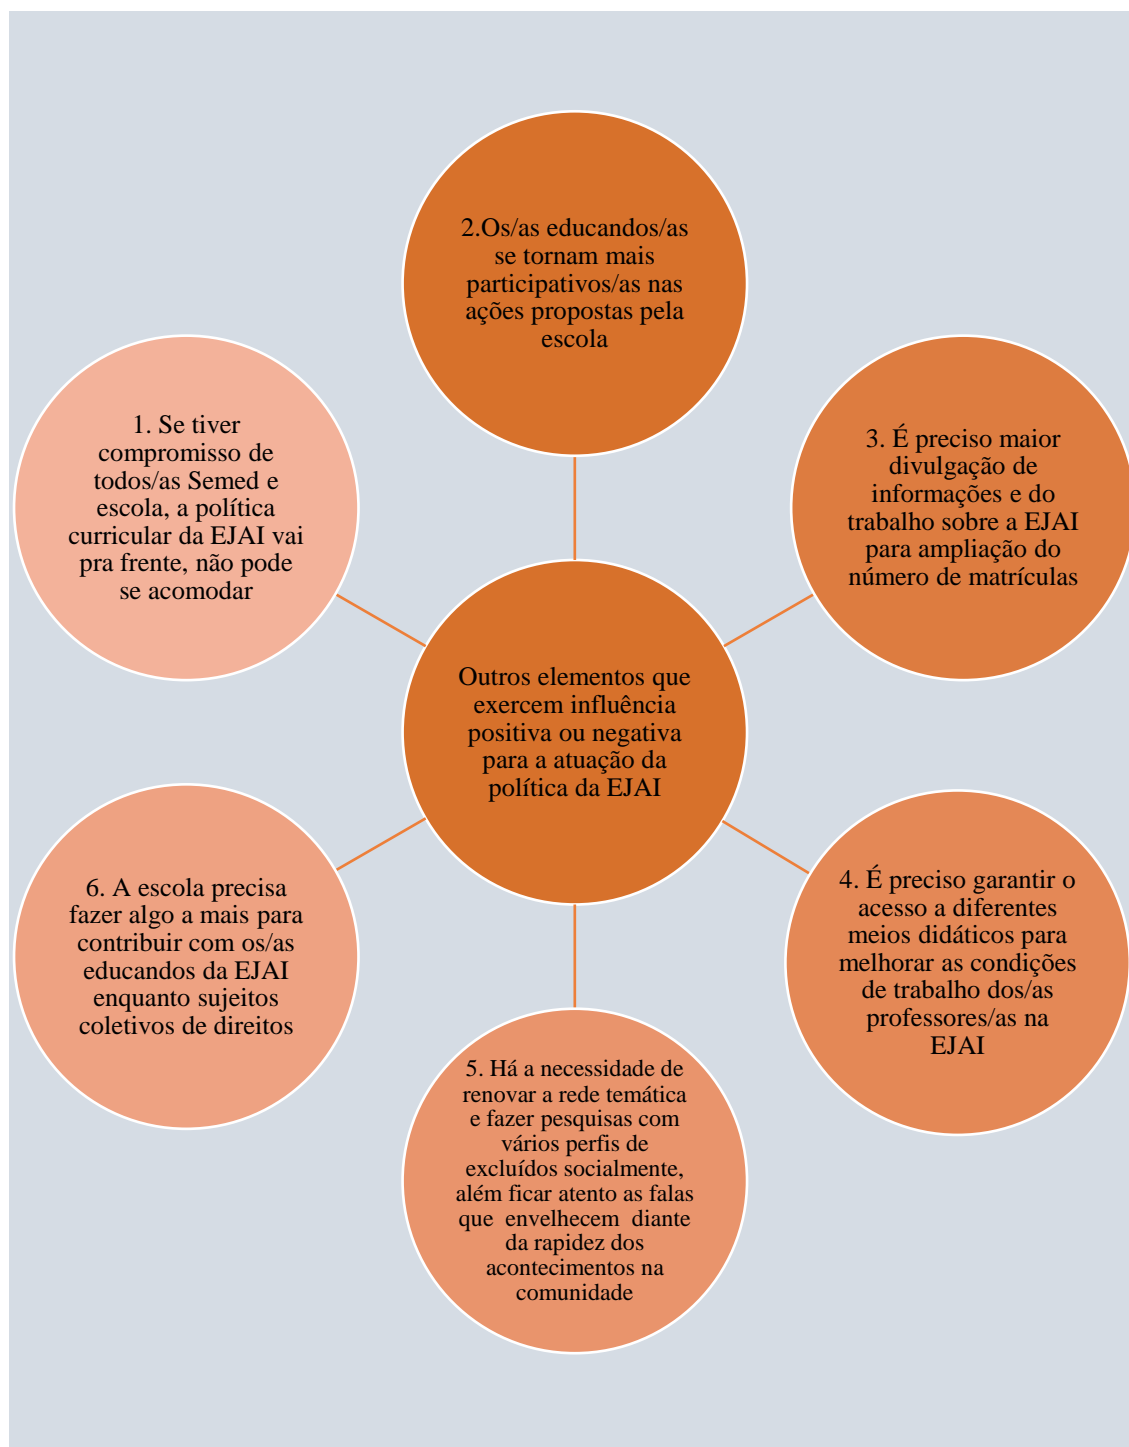 2.Os/as educandos/as
se tornam mais
participativos/as nas
ações propostas pela
escola
1. Se tiver
compromisso de
todos/as Semed e
escola, a política
curricular da EJAI vai
pra frente, não pode
se acomodar
3. É preciso maior
divulgação de
informações e do
trabalho sobre a EJAI
para ampliação do
número de matrículas
Outros elementos que
exercem influência
positiva ou negativa
para a atuação da
política da EJAI
6. A escola precisa
fazer algo a mais para
contribuir com os/as
educandos da EJAI
enquanto sujeitos
coletivos de direitos
4. É preciso garantir o
acesso a diferentes
meios didáticos para
melhorar as condições
de trabalho dos/as
professores/as na
EJAI
5. Há a necessidade de
renovar a rede temática
e fazer pesquisas com
vários perfis de
excluídos socialmente,
além ficar atento as falas
que envelhecem diante
da rapidez dos
acontecimentos na
comunidade